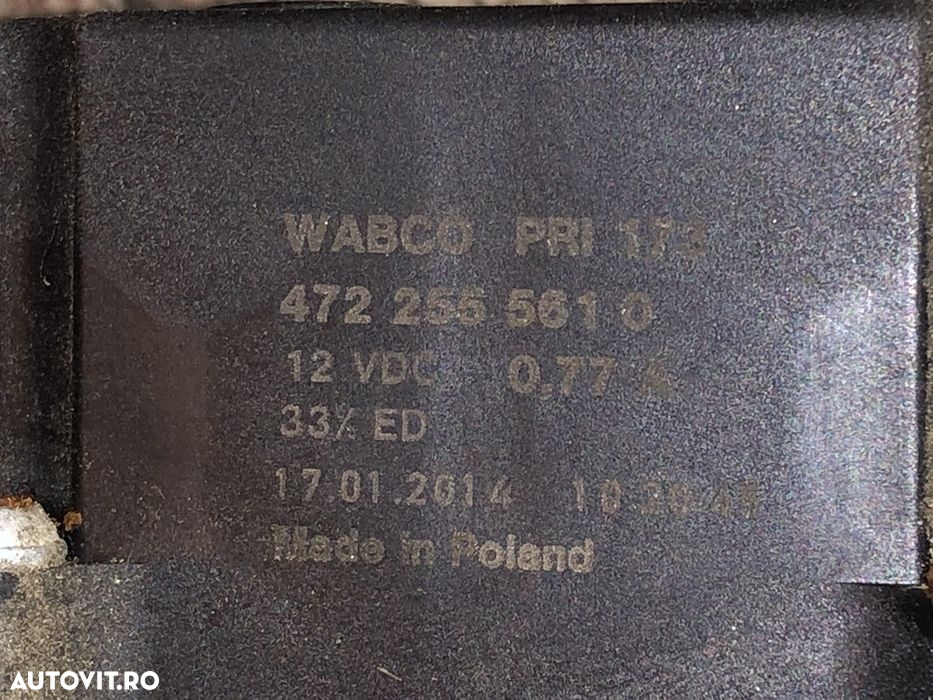 WABCO PRI 173
472 255 561 0
12 VDC 0,77 A
33% ED
17.01.2014
Made in Poland
AUTOVIT.RO